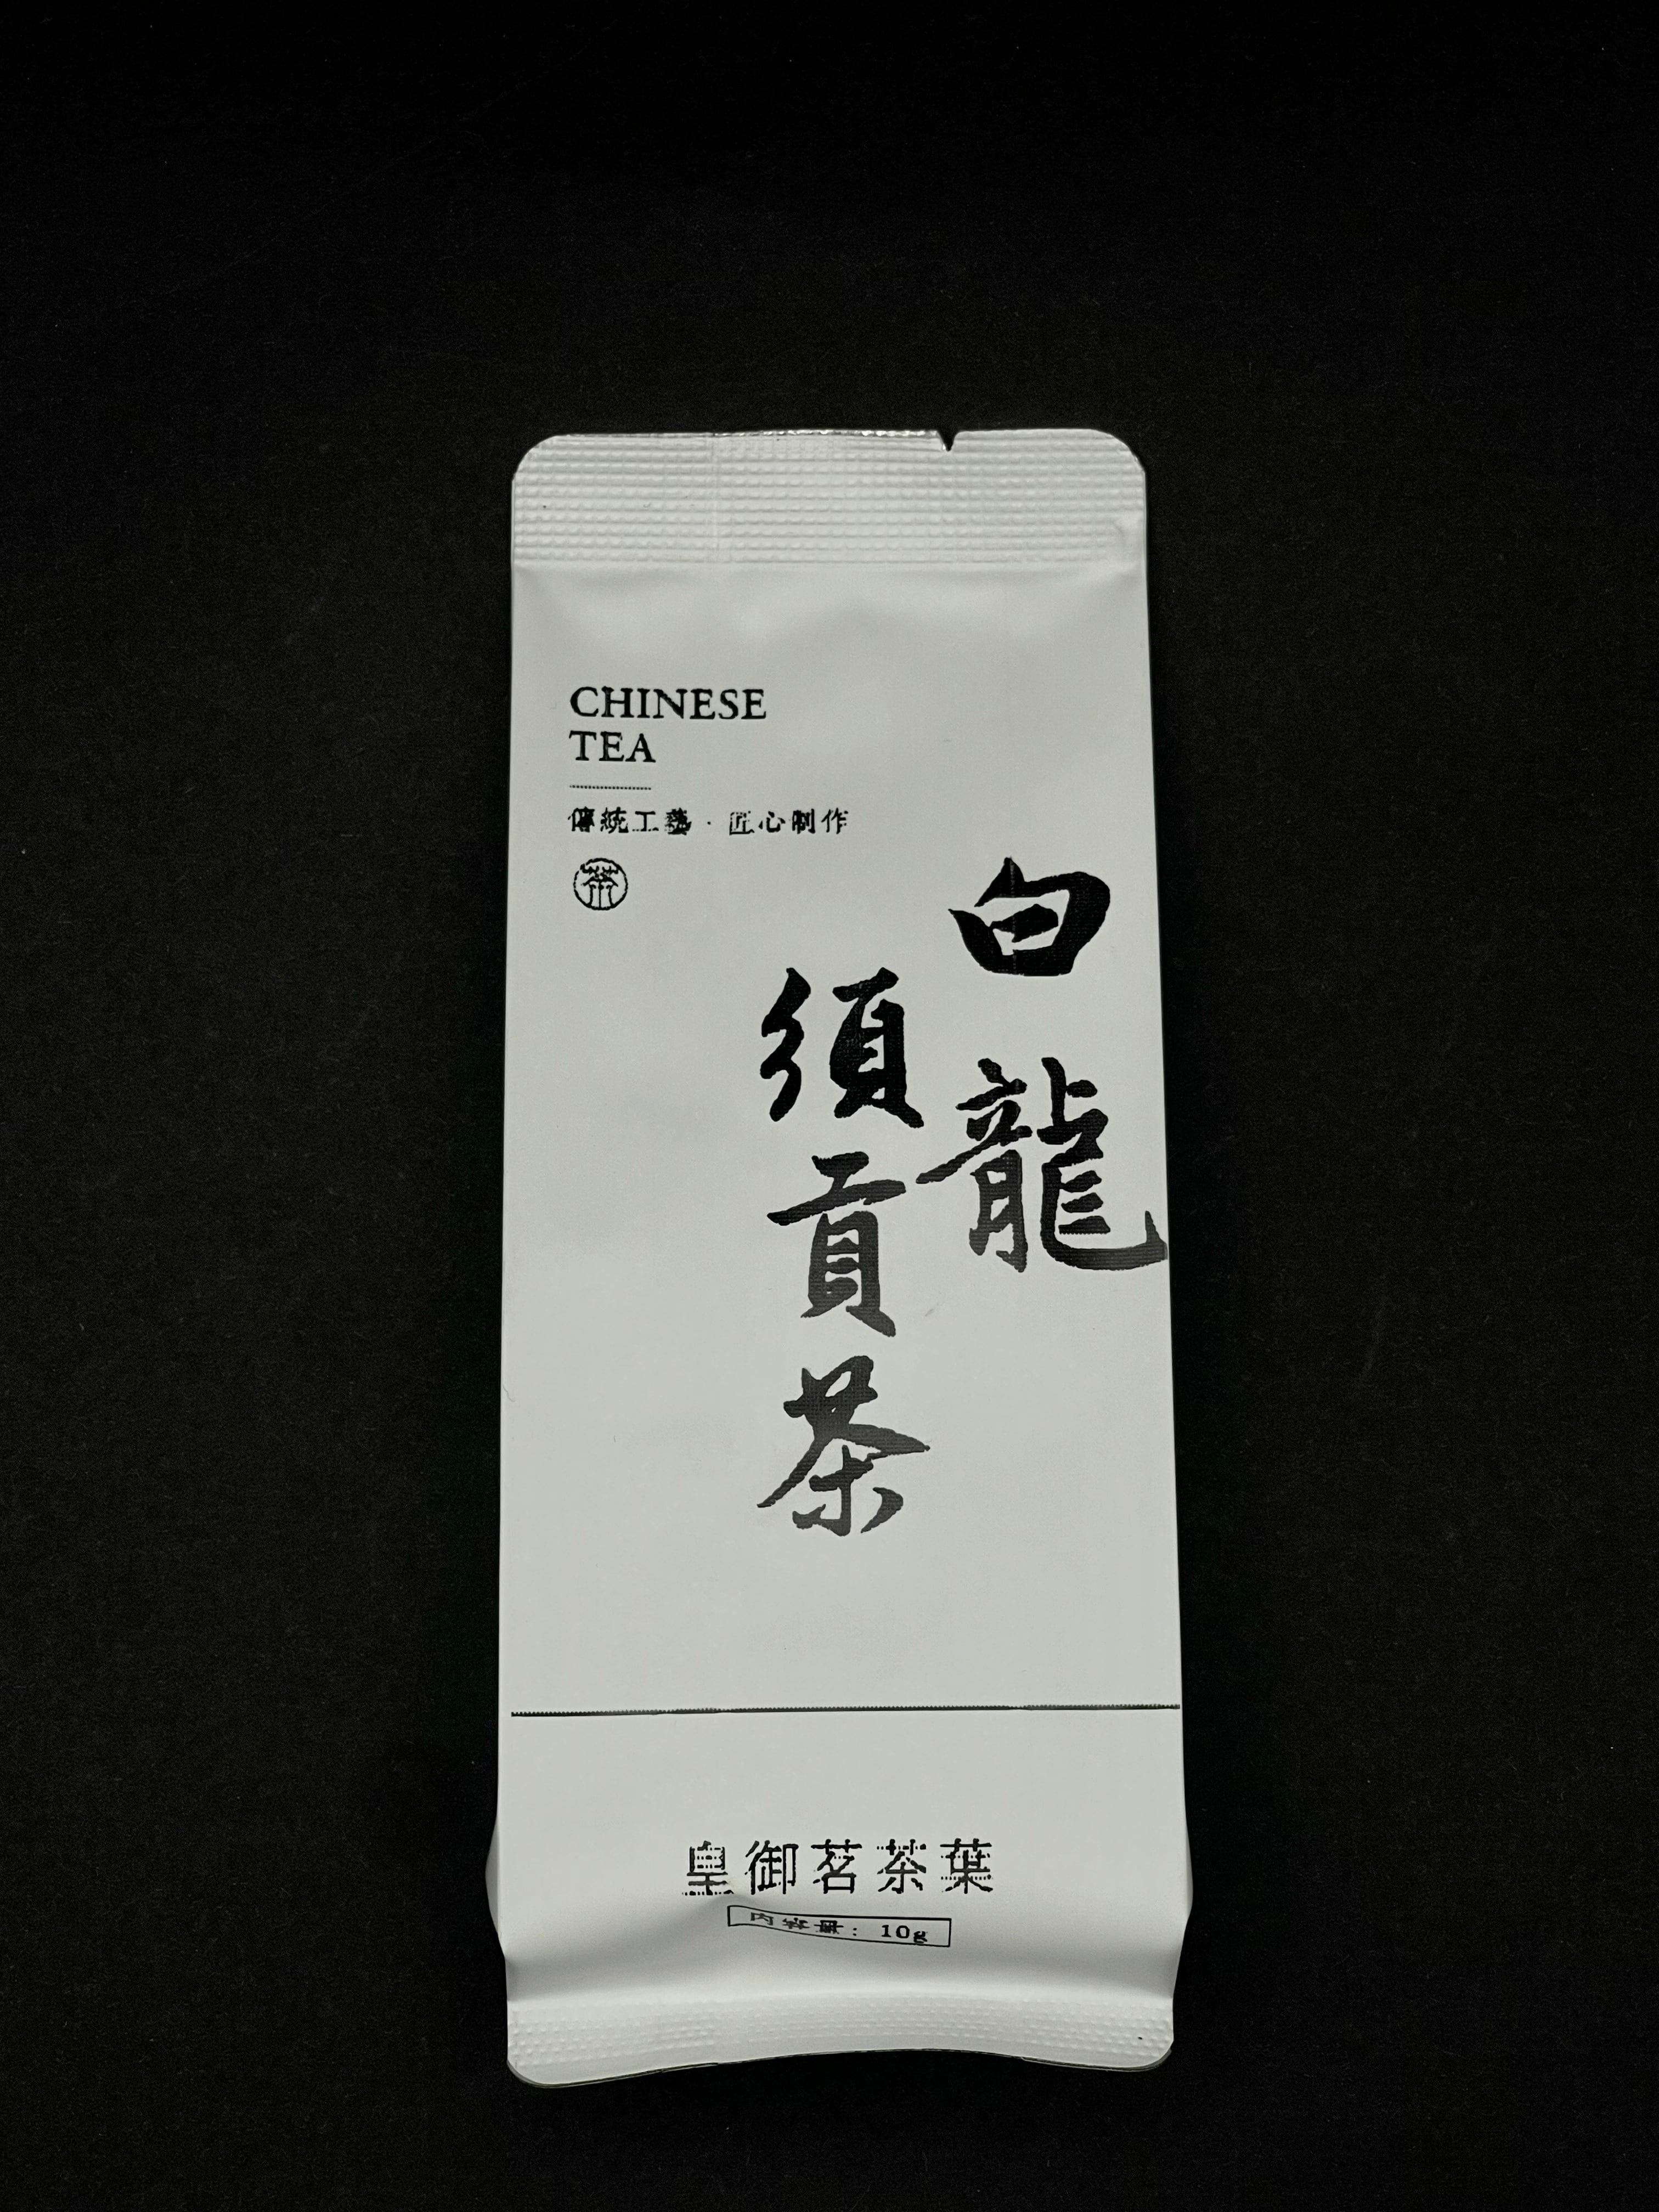 CHINESE
TEA
傳統工藝·匠心制作
茶
白龍
須貢茶
皇御茗茶葉
内容量：10g